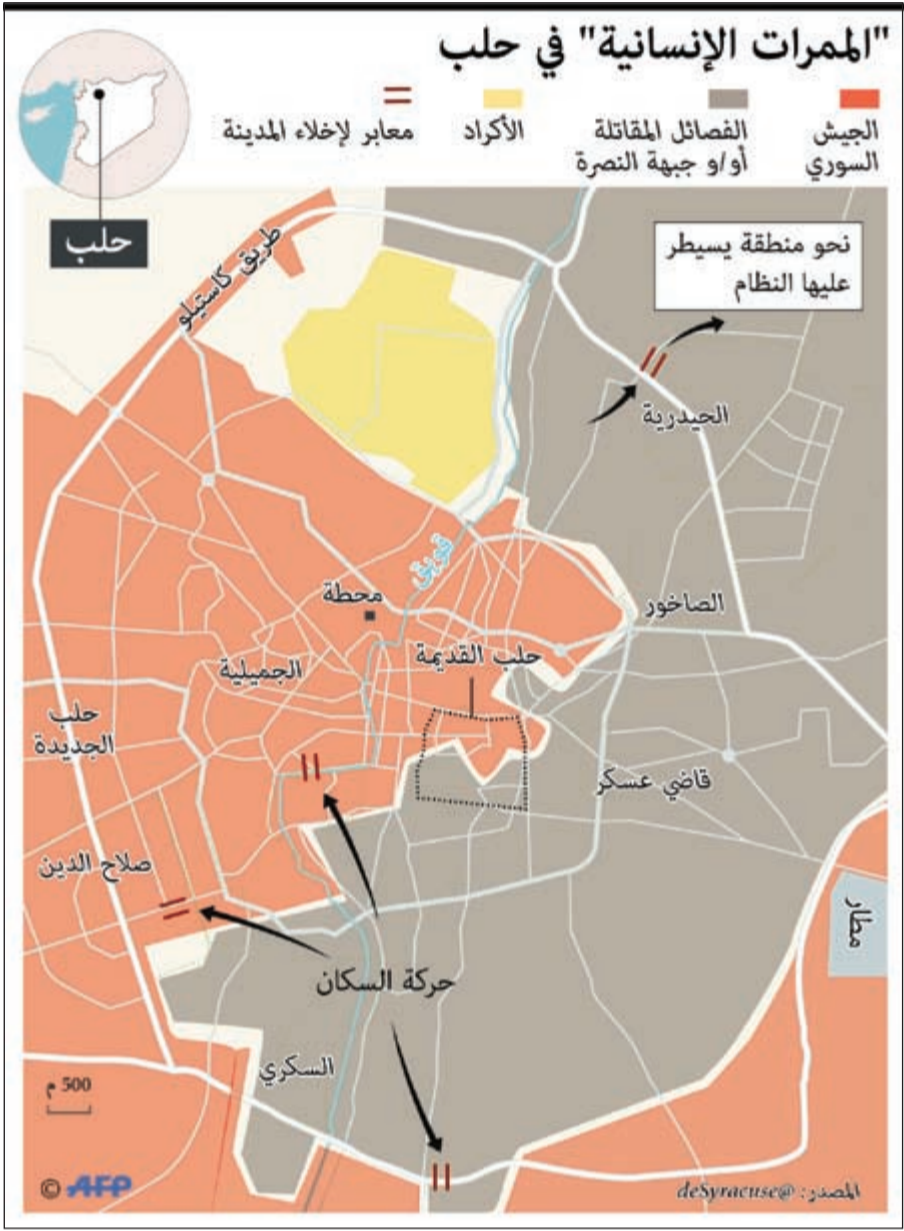 "الممرات الإنسانية" في حلب
الجيش
السوري
الفصائل المقاتلة
أو/و جبهة النصرة
الأكراد
معابر لإخلاء المدينة
حلب
نحو منطقة يسيطر
عليها النظام
طريق كاستيلو
الحيدرية
قويق
محطة
الصاخور
حلب القديمة
الجميلية
حلب
الجديدة
قاضي عسكر
صلاح الدين
مطار
حركة السكان
السكري
500 م
© AFP
المصدر: @deSyracuse